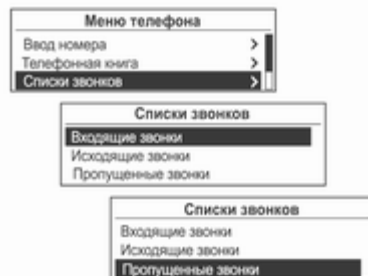 Меню телефона
Ввод номера >
Телефонная книга >
Списки звонков >
Списки звонков
Входящие звонки
Исходящие звонки
Пропущенные звонки
Списки звонков
Входящие звонки
Исходящие звонки
Пропущенные звонки